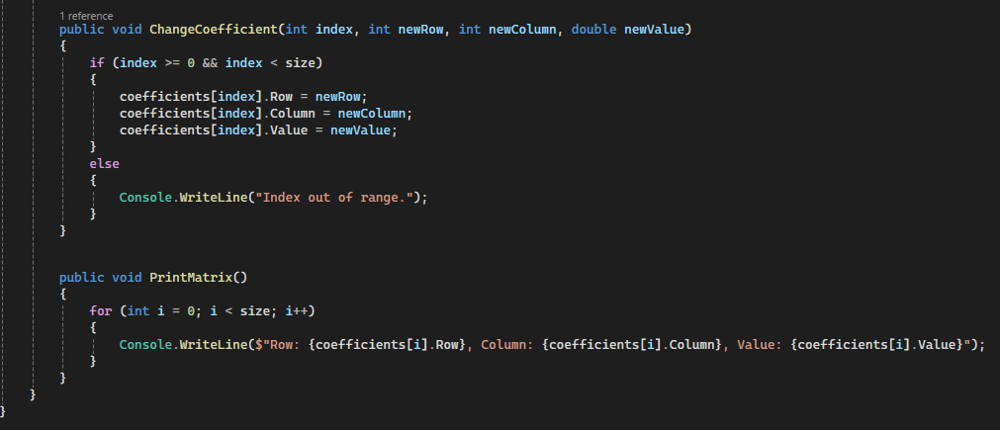 1 reference
public void ChangeCoefficient(int index, int newRow, int newColumn, double newValue)
{
if (index >= 0 && index < size)
{
coefficients[index].Row = newRow;
coefficients[index].Column = newColumn;
coefficients[index].Value = newValue;
}
else
{
Console.WriteLine("Index out of range.");
}
}
public void PrintMatrix()
{
for (int i = 0; i < size; i++)
{
Console.WriteLine($"Row: {coefficients[i].Row}, Column: {coefficients[i].Column}, Value: {coefficients[i].Value}");
}
}
}
}